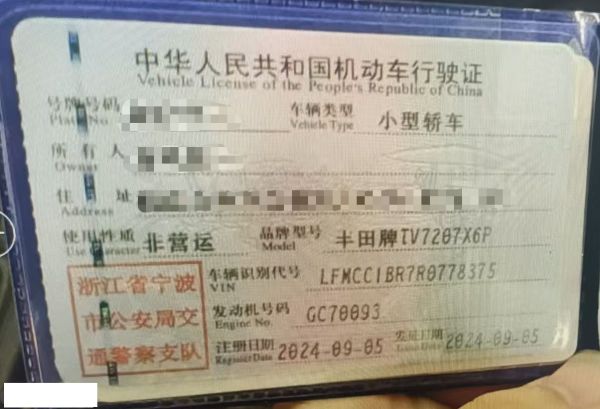 中华人民共和国机动车行驶证
Vehicle License of the People's Republic of China
号牌号码
Plate No.
车辆类型 小型轿车
Vehicle Type
所有人
Owner
住址
Address
使用性质 非营运 品牌型号 丰田牌TV7207X6P
Use Character Model
浙江省宁波
市公安局交
通警察支队
车辆识别代号 LFMCC1BR7R0778375
VIN
发动机号码 GC70093
Engine No.
注册日期 2024-09-05 发证日期 2024-09-05
Register Date Issue Date